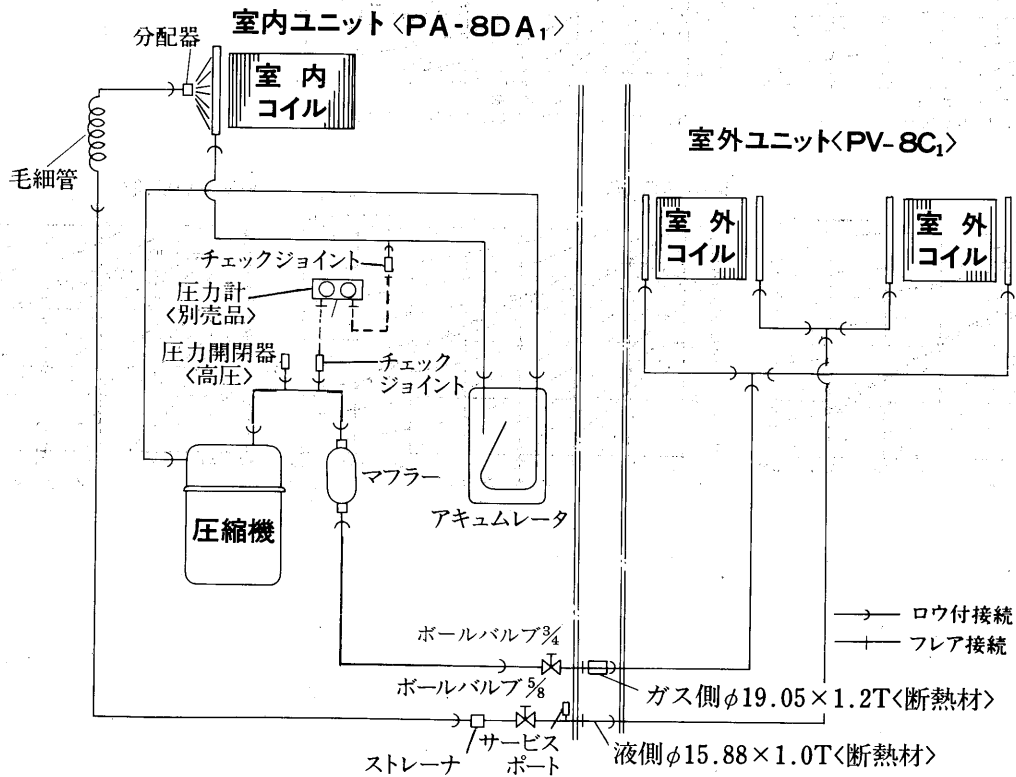 室内ユニット〈PA-8DA₁〉
分配器
室内
コイル
毛細管
室外ユニット〈PV-8C₁〉
室外
コイル
室外
コイル
チェックジョイント
圧力計
〈別売品〉
圧力開閉器
〈高圧〉
チェック
ジョイント
マフラー
アキュムレータ
圧縮機
ロウ付接続
フレア接続
ボールバルブ3/4
ボールバルブ5/8
ガス側φ19.05×1.2T〈断熱材〉
ストレーナ
サービス
ポート
液側φ15.88×1.0T〈断熱材〉